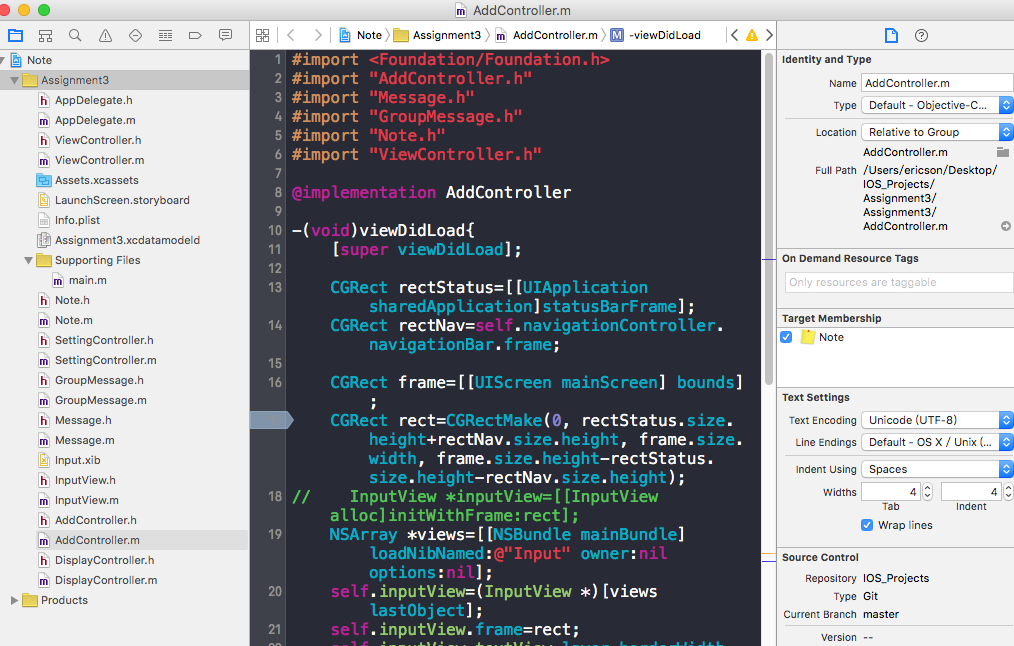 AddController.m
Note
Assignment3
AddController.m
-viewDidLoad
Note
Assignment3
AppDelegate.h
AppDelegate.m
ViewController.h
ViewController.m
Assets.xcassets
LaunchScreen.storyboard
Info.plist
Assignment3.xcdatamodeld
Supporting Files
main.m
Note.h
Note.m
SettingController.h
SettingController.m
GroupMessage.h
GroupMessage.m
Message.h
Message.m
Input.xib
InputView.h
InputView.m
AddController.h
AddController.m
DisplayController.h
DisplayController.m
Products
1 #import <Foundation/Foundation.h>
2 #import "AddController.h"
3 #import "Message.h"
4 #import "GroupMessage.h"
5 #import "Note.h"
6 #import "ViewController.h"
7
8 @implementation AddController
9
10 -(void)viewDidLoad{
11 [super viewDidLoad];
12
13 CGRect rectStatus=[[UIApplication
sharedApplication]statusBarFrame];
14 CGRect rectNav=self.navigationController.
navigationBar.frame;
15
16 CGRect frame=[[UIScreen mainScreen] bounds]
;
CGRect rect=CGRectMake(0, rectStatus.size.
height+rectNav.size.height, frame.size.
width, frame.size.height-rectStatus.
size.height-rectNav.size.height);
18 // InputView *inputView=[[InputView
alloc]initWithFrame:rect];
19 NSArray *views=[[NSBundle mainBundle]
loadNibNamed:@"Input" owner:nil
options:nil];
20 self.inputView=(InputView *)[views
lastObject];
21 self.inputView.frame=rect;
Identity and Type
Name AddController.m
Type Default - Objective-C...
Location Relative to Group
AddController.m
Full Path /Users/ericson/Desktop/
IOS_Projects/
Assignment3/
Assignment3/
AddController.m
On Demand Resource Tags
Only resources are taggable
Target Membership
Note
Text Settings
Text Encoding Unicode (UTF-8)
Line Endings Default - OS X / Unix (...
Indent Using Spaces
Widths 4 4
Tab Indent
Wrap lines
Source Control
Repository IOS_Projects
Type Git
Current Branch master
Version --